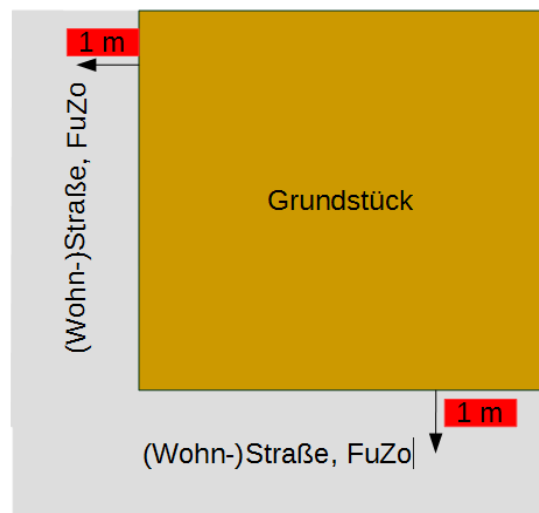 1 m
(Wohn-)Straße, FuZo
Grundstück
1 m
(Wohn-)Straße, FuZo